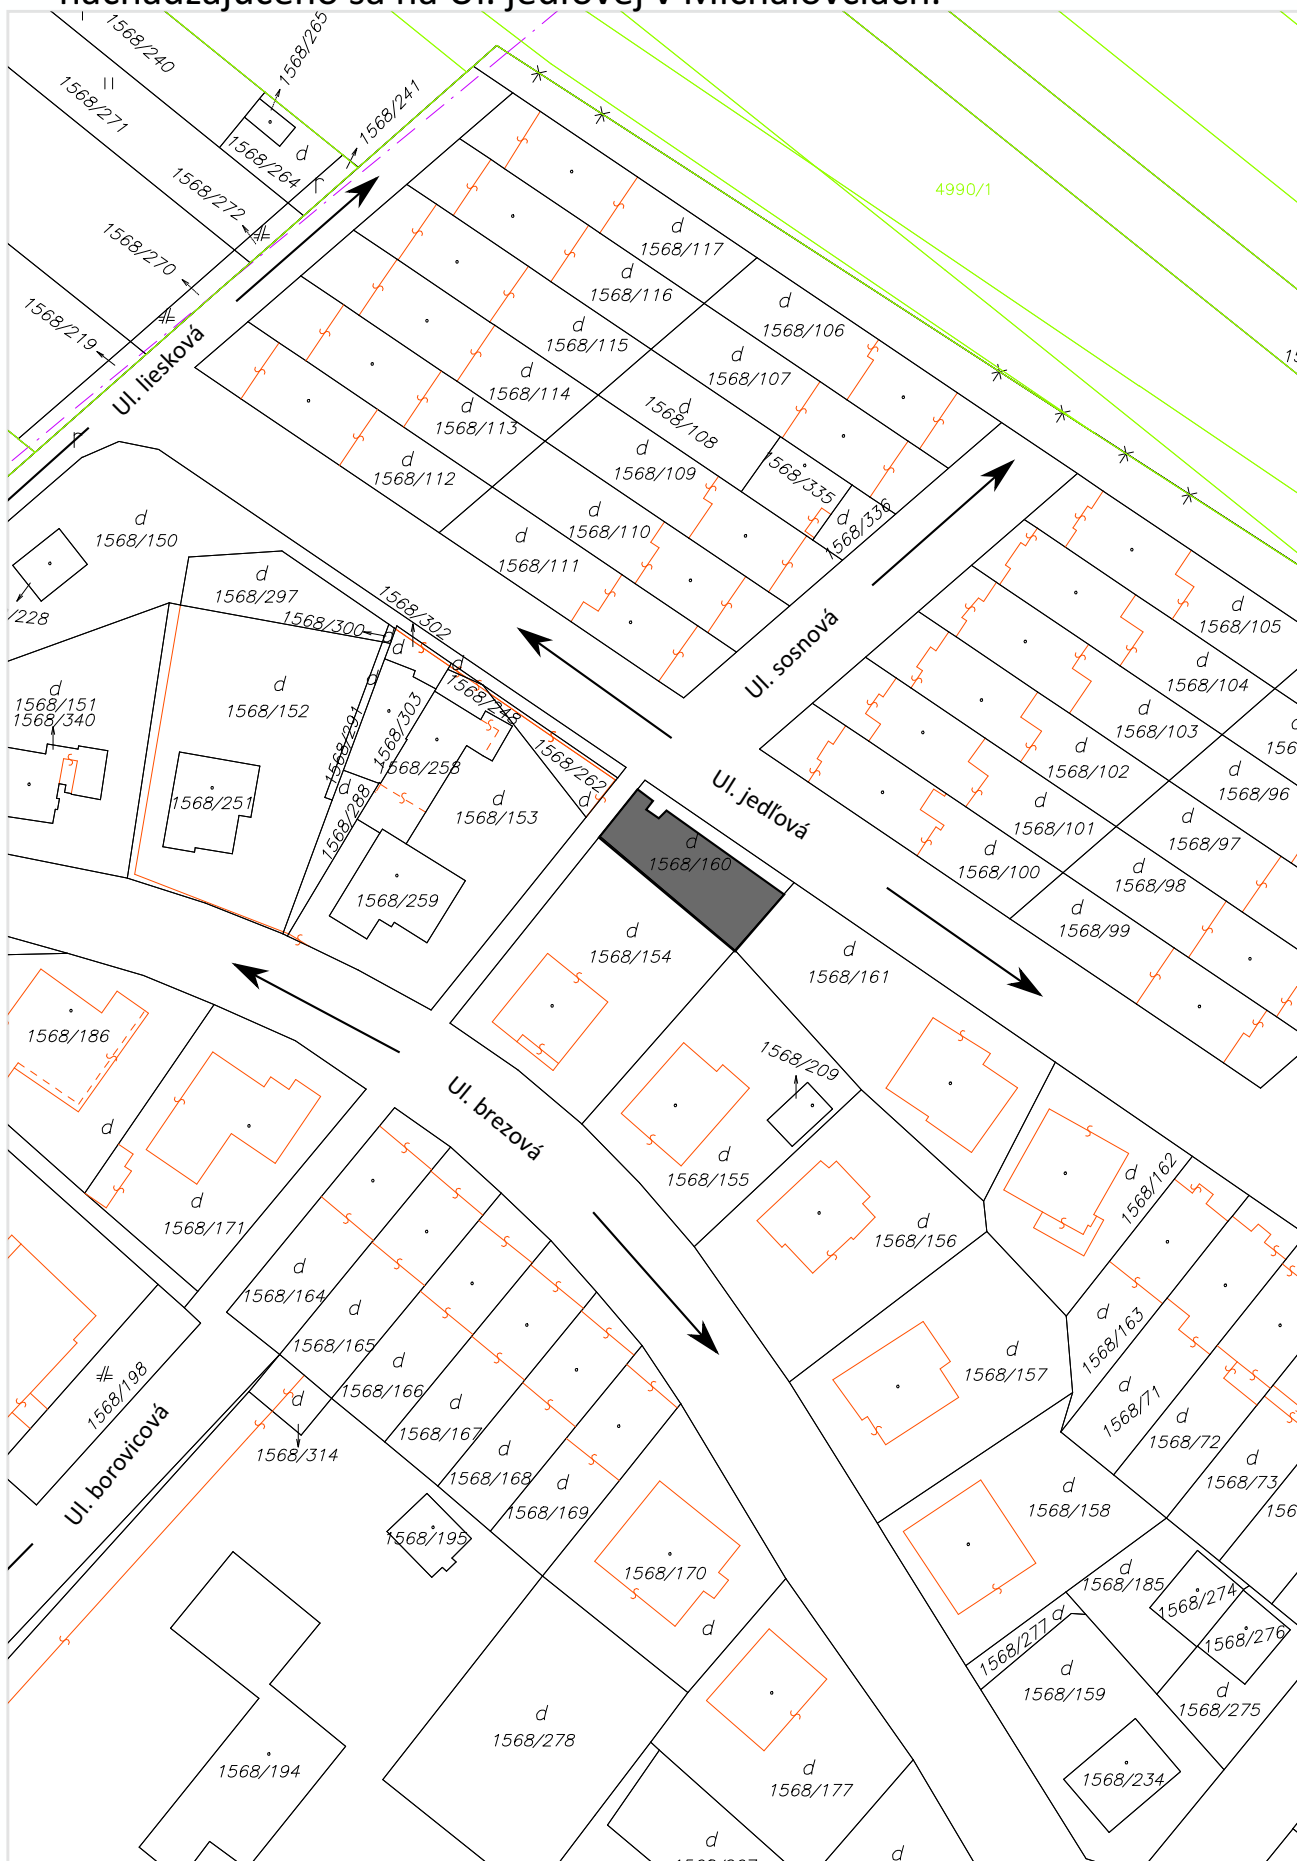 nachádzajúceho sa na Ul. jedľovej v Michalovciach.
1568/240
1568/265
1568/271
1568/241
1568/264
d
1568/272
4990/1
1568/270
d
1568/117
1568/219
d
1568/116
d
1568/106
Ul. liesková
d
1568/115
d
1568/107
d
1568/114
d
1568/108
d
1568/113
d
1568/112
d
1568/109
1568/335
d
1568/336
d
1568/110
d
1568/111
d
1568/150
d
1568/297
1568/300
1568/302
/228
d
1568/105
Ul. sosnová
d
1568/104
d
1568/151
1568/340
d
1568/152
d
d
1568/248
1568/291
1568/303
1568/258
1568/262
d
d
1568/103
d
1568/102
d
1568/96
Ul. jedľová
1568/251
d
1568/288
d
1568/153
d
1568/101
d
1568/97
d
1568/160
d
1568/100
d
1568/98
1568/259
d
1568/99
d
1568/154
d
1568/161
1568/186
1568/209
Ul. brezová
d
d
1568/155
d
1568/162
d
1568/171
d
1568/156
d
1568/164
d
1568/165
d
1568/163
d
1568/157
1568/198
d
1568/166
d
1568/71
d
1568/167
d
1568/72
d
1568/314
d
1568/168
d
1568/73
Ul. borovicová
d
1568/169
d
1568/158
1568/195
1568/170
d
d
1568/185
1568/274
1568/276
1568/277
d
d
1568/159
d
1568/275
d
1568/278
1568/194
d
1568/177
1568/234
d
d